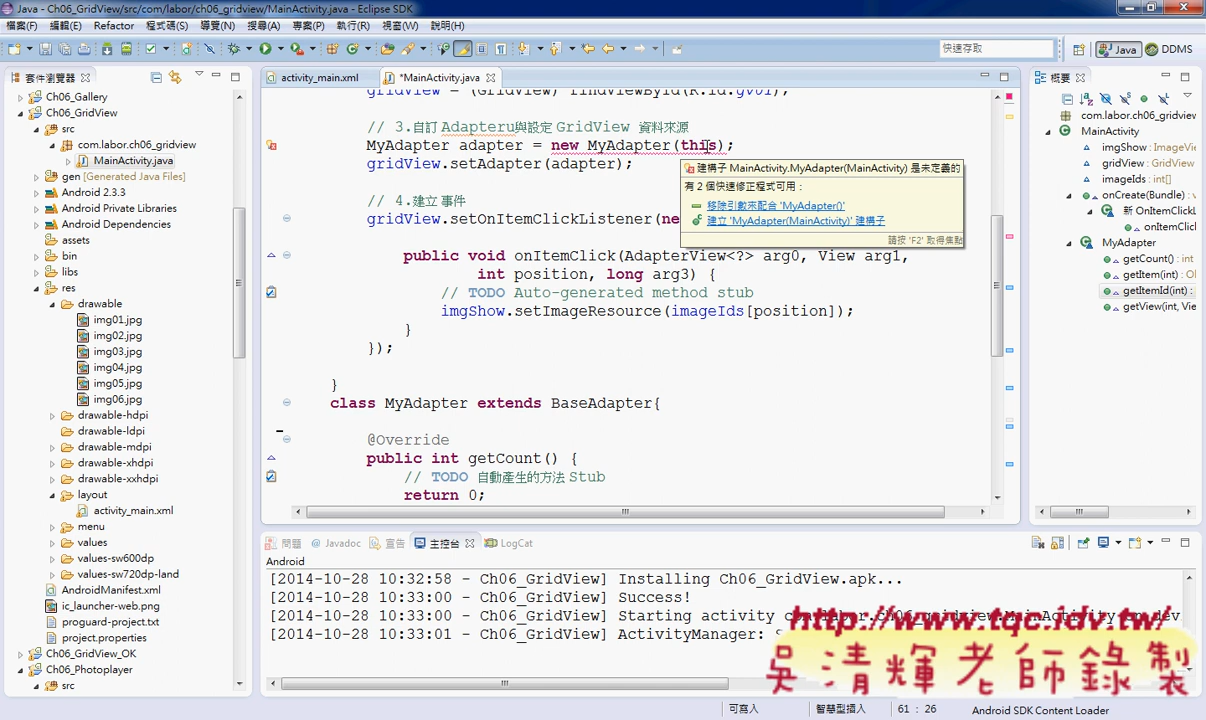 Java - Ch06_GridView/src/com/labor/ch06_gridview/MainActivity.java - Eclipse SDK
檔案(F) 編輯(E) Refactor 程式碼(S) 導覽(N) 搜尋(A) 專案(P) 執行(R) 視窗(W) 說明(H)
快速存取
Java
DDMS
套件瀏覽器
Ch06_Gallery
Ch06_GridView
src
com.labor.ch06_gridview
MainActivity.java
gen [Generated Java Files]
Android 2.3.3
Android Private Libraries
Android Dependencies
assets
bin
libs
res
drawable
img01.jpg
img02.jpg
img03.jpg
img04.jpg
img05.jpg
img06.jpg
drawable-hdpi
drawable-ldpi
drawable-mdpi
drawable-xhdpi
drawable-xxhdpi
layout
activity_main.xml
menu
values
values-sw600dp
values-sw720dp-land
AndroidManifest.xml
ic_launcher-web.png
proguard-project.txt
project.properties
Ch06_GridView_OK
Ch06_Photoplayer
src
activity_main.xml
*MainActivity.java
gridView = (GridView) findViewById(R.id.gv01);
// 3.自訂 Adapteru與設定 GridView 資料來源
MyAdapter adapter = new MyAdapter(this);
gridView.setAdapter(adapter);
// 4.建立 事件
gridView.setOnItemClickListener(ne
public void onItemClick(AdapterView<?> arg0, View arg1,
int position, long arg3) {
// TODO Auto-generated method stub
imgShow.setImageResource(imageIds[position]);
}
});
}
class MyAdapter extends BaseAdapter{
@Override
public int getCount() {
// TODO 自動產生的方法 Stub
return 0;
建構子 MainActivity.MyAdapter(MainActivity) 是未定義的
有 2 個快速修正程式可用：
移除引數來配合 'MyAdapter()'
建立 'MyAdapter(MainActivity)' 建構子
請按 'F2' 取得焦點
概要
com.labor.ch06_gridview
MainActivity
imgShow : ImageVie
gridView : GridView
imageIds : int[]
onCreate(Bundle) : v
新 OnItemClickL
onItemClick(
MyAdapter
getCount() : int
getItem(int) : Ol
getItemId(int) :
getView(int, Vie
問題
Javadoc
宣告
主控台
LogCat
Android
[2014-10-28 10:32:58 - Ch06_GridView] Installing Ch06_GridView.apk...
[2014-10-28 10:33:00 - Ch06_GridView] Success!
[2014-10-28 10:33:00 - Ch06_GridView] Starting activity
[2014-10-28 10:33:01 - Ch06_GridView] ActivityManager:
http://www.tqc.idv.tw/
吳清輝老師錄製
可寫入
智慧型插入
61 : 26
Android SDK Content Loader